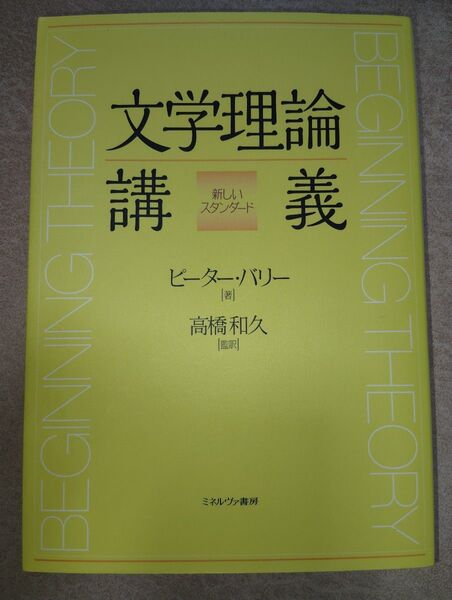 BEGINNING THEORY
BEGINNING THEORY
文学理論
講義
新しい
スタンダード
ピーター・バリー
[著]
高橋和久
[監訳]
ミネルヴァ書房